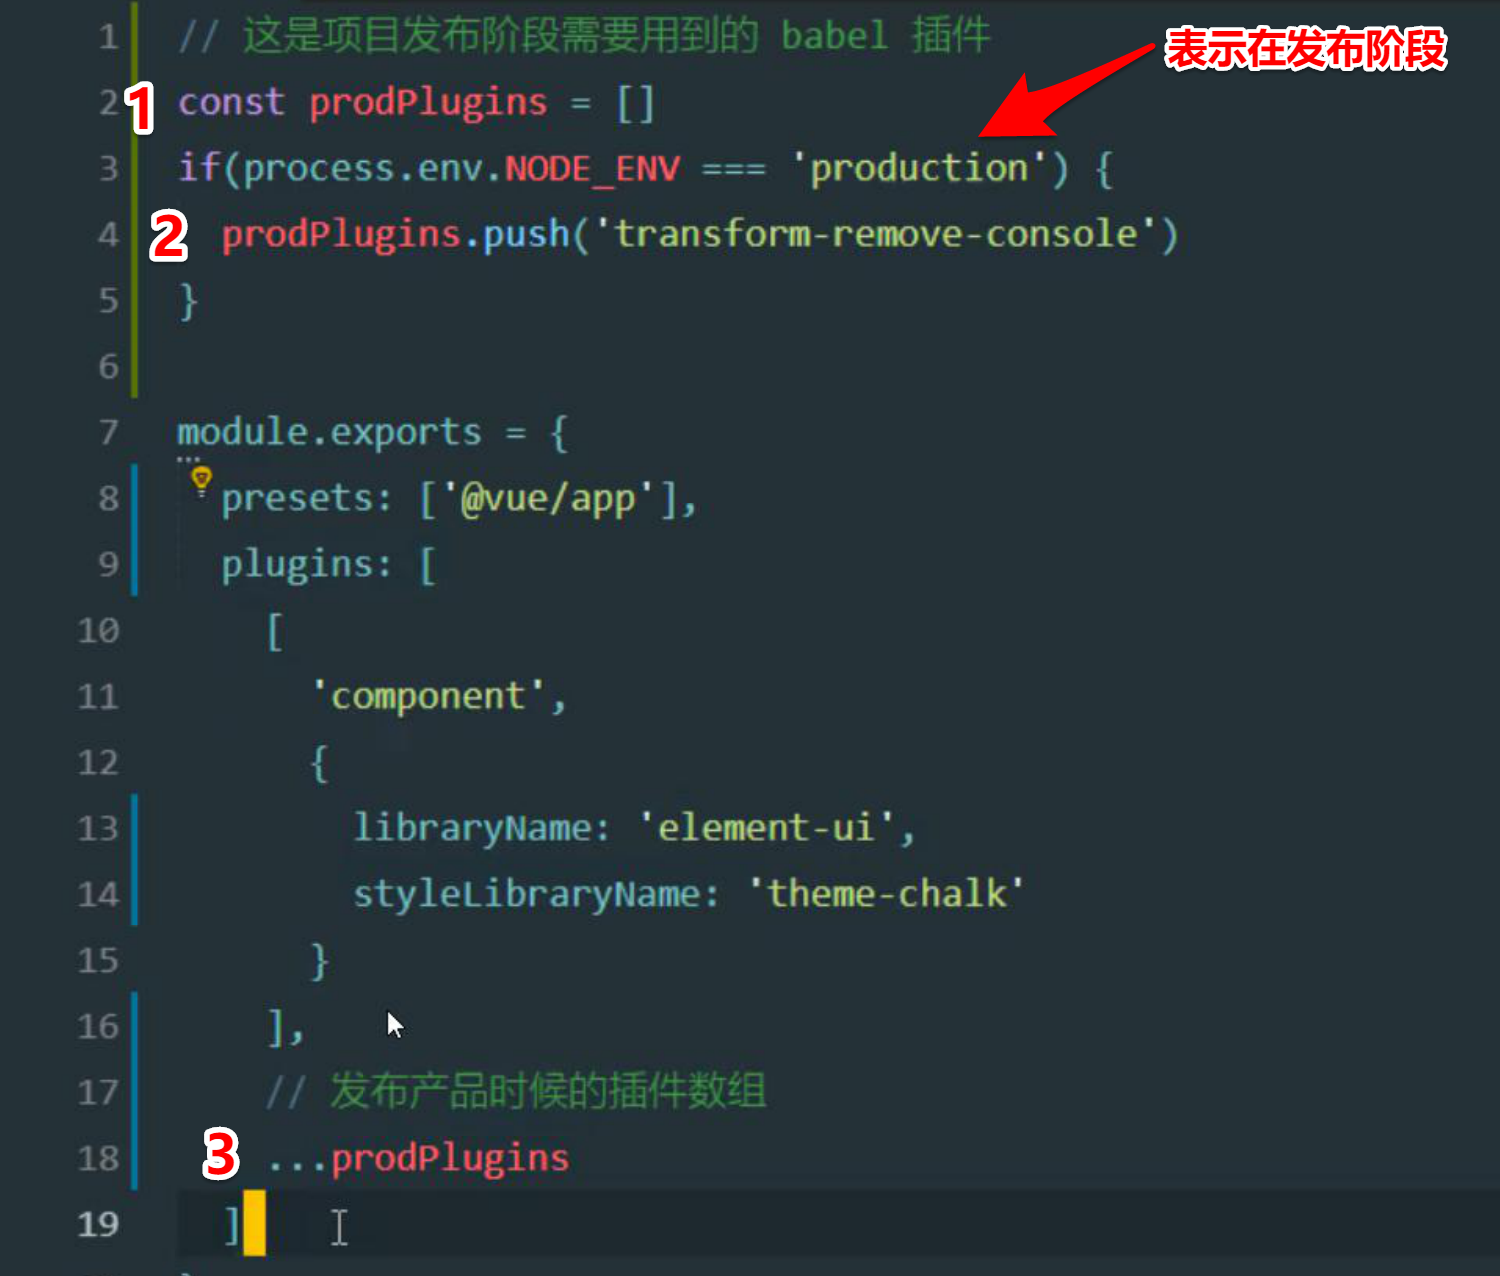 1 // 这是项目发布阶段需要用到的 babel 插件
表示在发布阶段
2 1 const prodPlugins = []
3 if(process.env.NODE_ENV === 'production') {
4 2 prodPlugins.push('transform-remove-console')
5 }
6
7 module.exports = {
8 presets: ['@vue/app'],
9 plugins: [
10 [
11 'component',
12 {
13 libraryName: 'element-ui',
14 styleLibraryName: 'theme-chalk'
15 }
16 ],
17 // 发布产品时候的插件数组
18 3 ...prodPlugins
19 ]